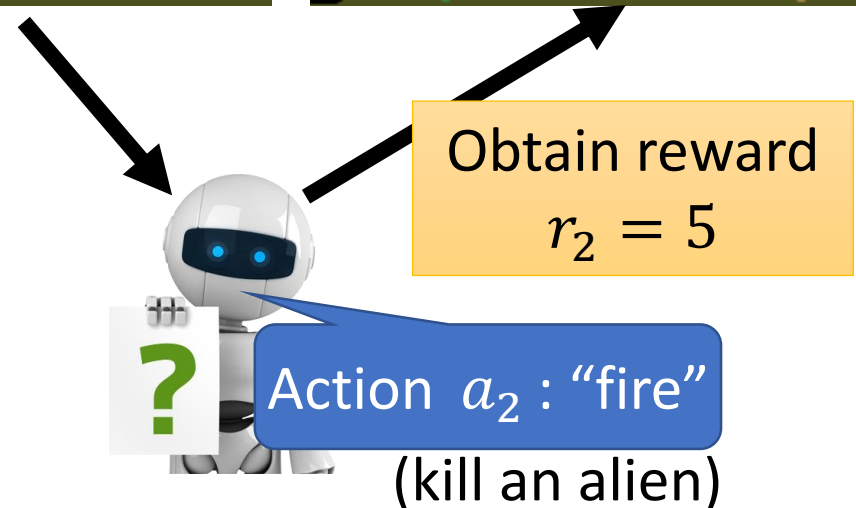 Obtain reward
r₂ = 5
?
Action a₂ : “fire”
(kill an alien)